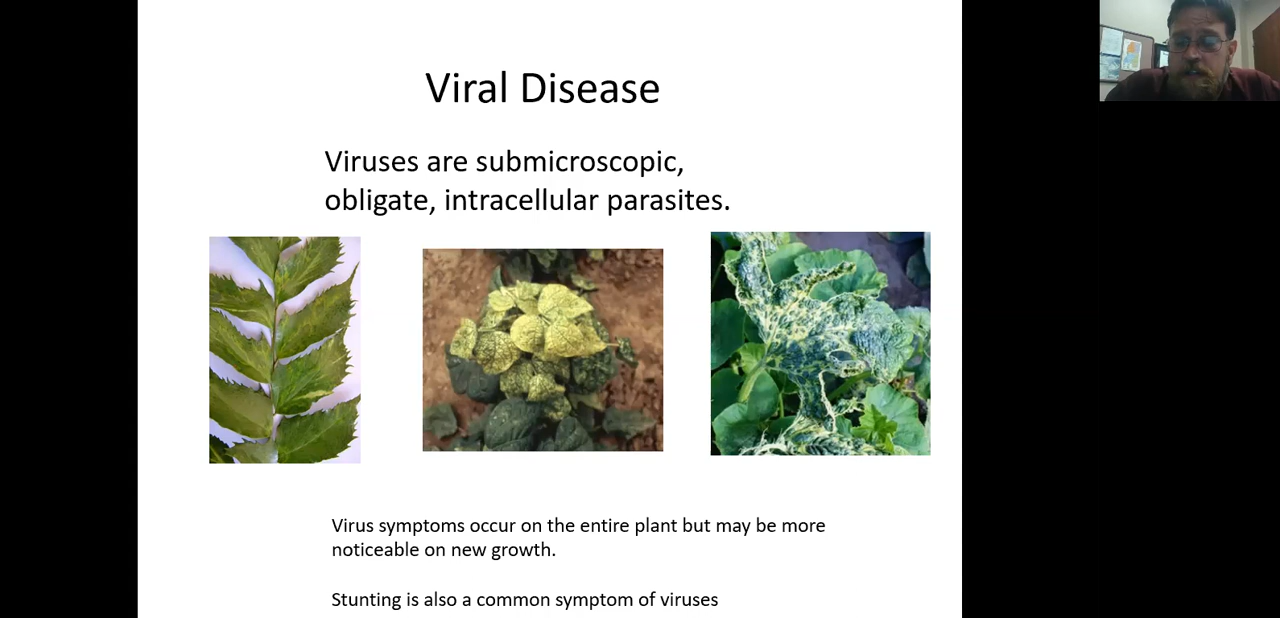 Viral Disease
Viruses are submicroscopic,
obligate, intracellular parasites.
Virus symptoms occur on the entire plant but may be more
noticeable on new growth.
Stunting is also a common symptom of viruses